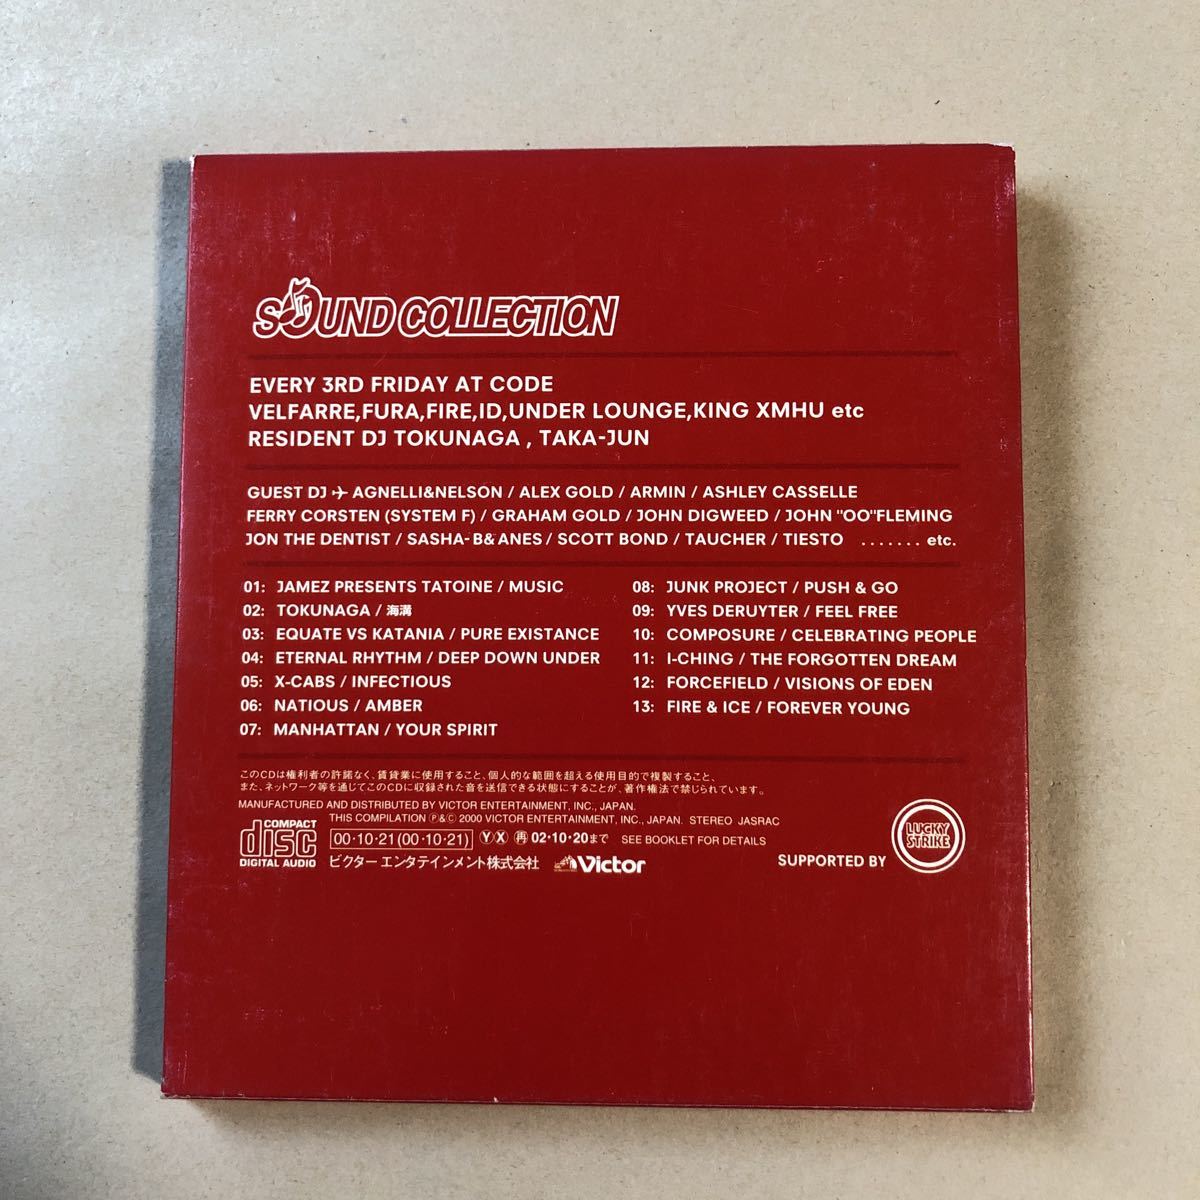 SOUND COLLECTION
EVERY 3RD FRIDAY AT CODE
VELFARRE,FURA,FIRE,ID,UNDER LOUNGE,KING XMHU etc
RESIDENT DJ TOKUNAGA , TAKA-JUN
GUEST DJ ✈ AGNELLI&NELSON / ALEX GOLD / ARMIN / ASHLEY CASSELLE
FERRY CORSTEN (SYSTEM F) / GRAHAM GOLD / JOHN DIGWEED / JOHN "OO"FLEMING
JON THE DENTIST / SASHA-B&ANES / SCOTT BOND / TAUCHER / TIESTO ....... etc.
01: JAMEZ PRESENTS TATOINE / MUSIC
02: TOKUNAGA / 海溝
03: EQUATE VS KATANIA / PURE EXISTANCE
04: ETERNAL RHYTHM / DEEP DOWN UNDER
05: X-CABS / INFECTIOUS
06: NATIOUS / AMBER
07: MANHATTAN / YOUR SPIRIT
08: JUNK PROJECT / PUSH & GO
09: YVES DERUYTER / FEEL FREE
10: COMPOSURE / CELEBRATING PEOPLE
11: I-CHING / THE FORGOTTEN DREAM
12: FORCEFIELD / VISIONS OF EDEN
13: FIRE & ICE / FOREVER YOUNG
このCDは権利者の許諾なく、賃貸業に使用すること、個人的な範囲を超える使用目的で複製すること、
また、ネットワーク等を通じてこのCDに収録された音を送信できる状態にすることが、著作権法で禁じられています。
MANUFACTURED AND DISTRIBUTED BY VICTOR ENTERTAINMENT, INC., JAPAN.
THIS COMPILATION Ⓟ&© 2000 VICTOR ENTERTAINMENT, INC., JAPAN. STEREO JASRAC
COMPACT
disc
DIGITAL AUDIO
00・10・21(00・10・21) Ⓨ Ⓧ 再 02・10・20まで SEE BOOKLET FOR DETAILS
ビクター エンタテインメント株式会社 Victor
SUPPORTED BY
LUCKY
STRIKE